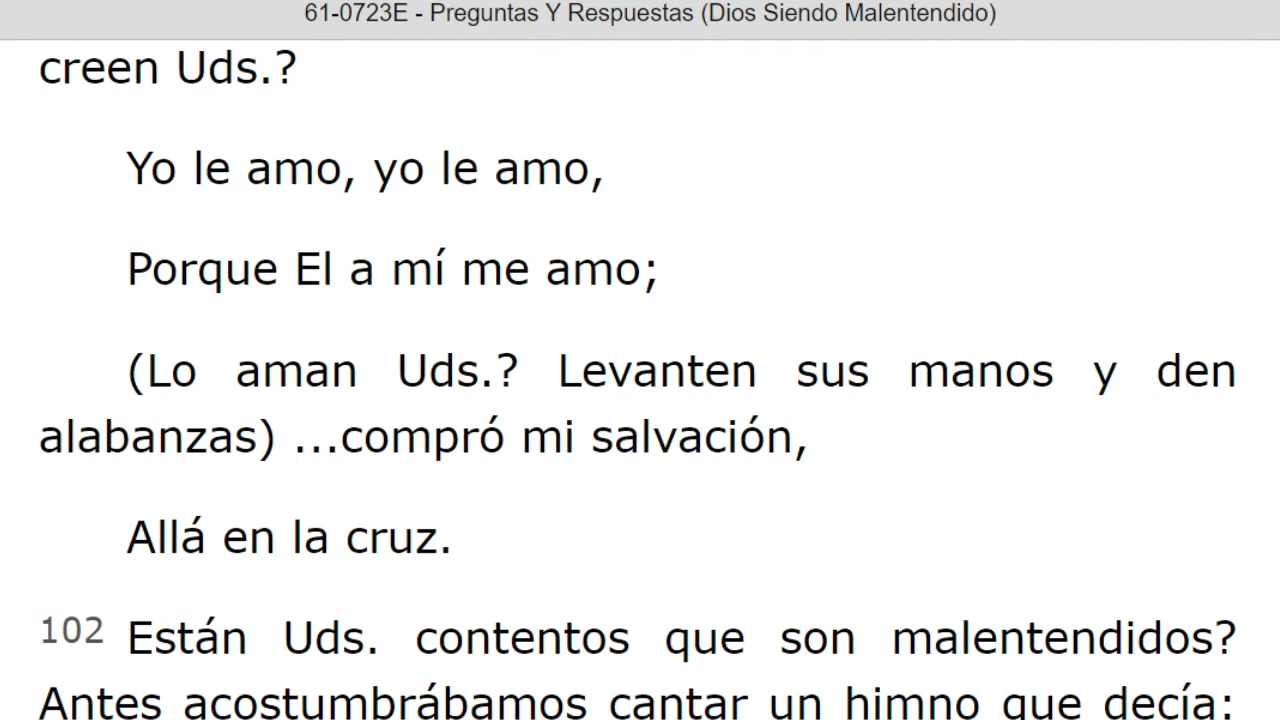 61-0723E - Preguntas Y Respuestas (Dios Siendo Malentendido)
creen Uds.?
Yo le amo, yo le amo,
Porque El a mí me amo;
(Lo aman Uds.? Levanten sus manos y den
alabanzas) ...compró mi salvación,
Allá en la cruz.
102 Están Uds. contentos que son malentendidos?
Antes acostumbrábamos cantar un himno que decía: